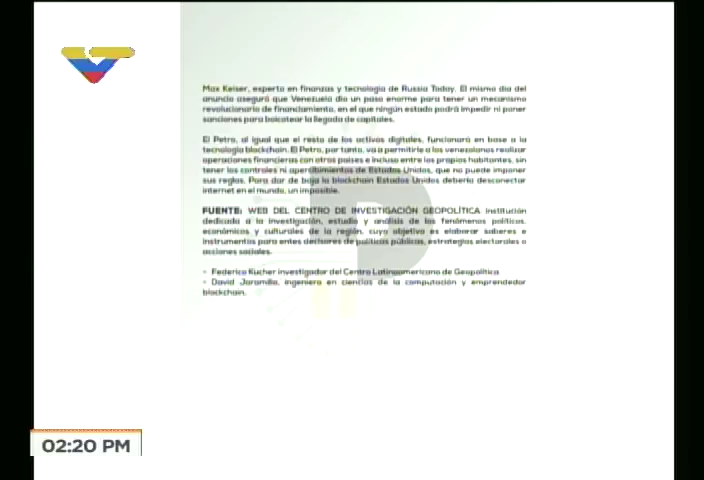 Max Keiser, experto en finanzas y tecnología de Russia Today. El mismo día del
anuncio aseguró que Venezuela dio un paso enorme para tener un mecanismo
revolucionario de financiamiento, en el que ningún estado podrá impedir ni poner
sanciones para boicotear la llegada de capitales.
El Petro, al igual que el resto de los activos digitales, funcionará en base a la
tecnología blockchain. El Petro, por tanto, va a permitirle a los venezolanos realizar
operaciones financieras con otros países e incluso entre los propios habitantes, sin
tener los controles ni apercibimientos de Estados Unidos, que no puede imponer
sus reglas. Para dar de baja la blockchain Estados Unidos debería desconectar
internet en el mundo, un imposible.
FUENTE: WEB DEL CENTRO DE INVESTIGACIÓN GEOPOLÍTICA Institución
dedicada a la investigación, estudio y análisis de los fenómenos políticos,
económicos y culturales de la región, cuyo objetivo es elaborar saberes e
instrumentos para entes decisores de políticas públicas, estrategias electorales o
acciones sociales.
- Federico Kucher investigador del Centro Latinoamericano de Geopolítica
- David Jaramillo, ingeniero en ciencias de la computación y emprendedor
blockchain.
02:20 PM